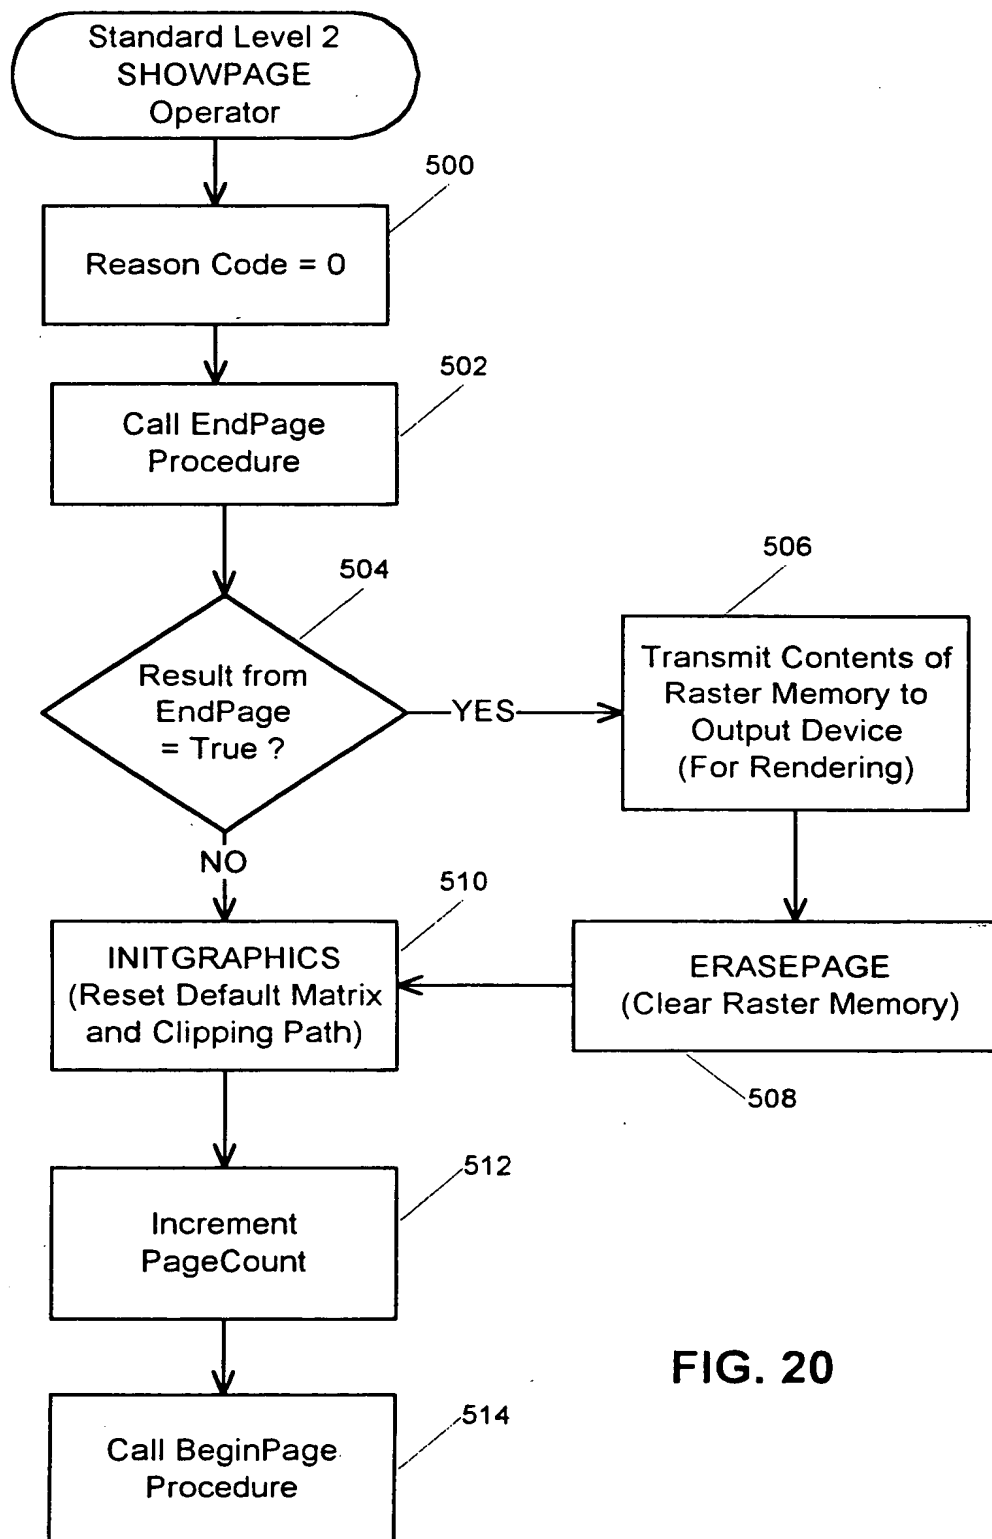 Standard Level 2
SHOWPAGE
Operator
500
Reason Code = 0
502
Call EndPage
Procedure
504
Result from
EndPage
= True ?
YES
506
Transmit Contents of
Raster Memory to
Output Device
(For Rendering)
NO
510
INITGRAPHICS
(Reset Default Matrix
and Clipping Path)
ERASEPAGE
(Clear Raster Memory)
508
512
Increment
PageCount
FIG. 20
514
Call BeginPage
Procedure